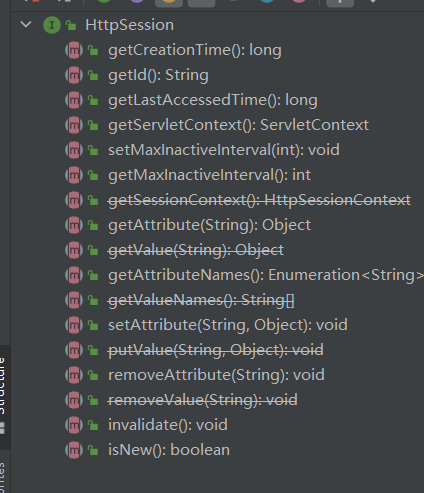 HttpSession
getCreationTime(): long
getId(): String
getLastAccessedTime(): long
getServletContext(): ServletContext
setMaxInactiveInterval(int): void
getMaxInactiveInterval(): int
getSessionContext(): HttpSessionContext
getAttribute(String): Object
getValue(String): Object
getAttributeNames(): Enumeration<String>
getValueNames(): String[]
setAttribute(String, Object): void
putValue(String, Object): void
removeAttribute(String): void
removeValue(String): void
invalidate(): void
isNew(): boolean